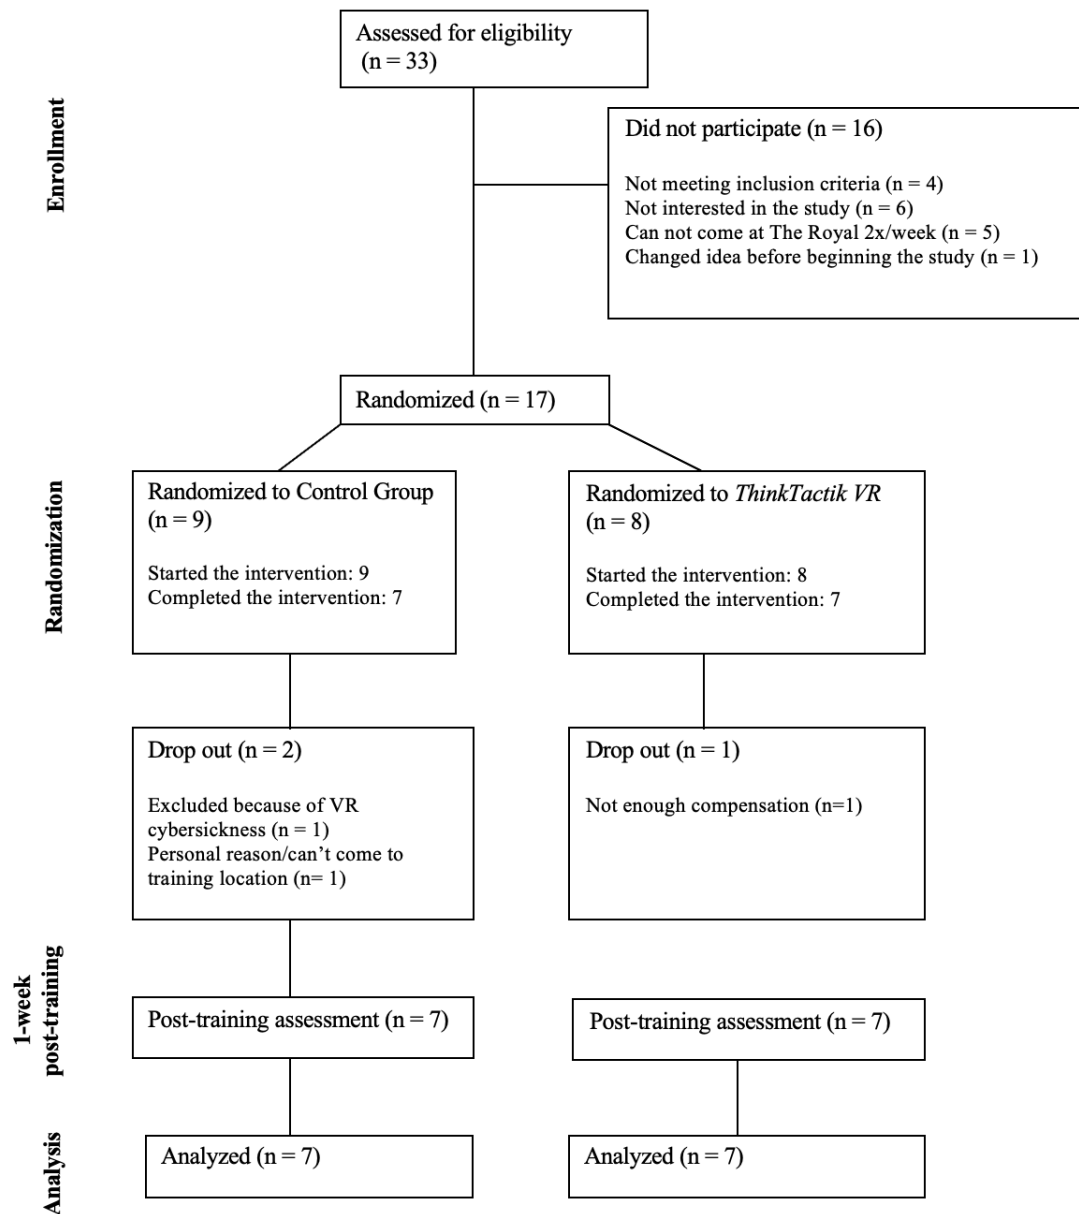 Assessed for eligibility
(n = 33)
Enrollment
Did not participate (n = 16)
Not meeting inclusion criteria (n = 4)
Not interested in the study (n = 6)
Can not come at The Royal 2x/week (n = 5)
Changed idea before beginning the study (n = 1)
Randomized (n = 17)
Randomization
Randomized to Control Group
(n = 9)
Started the intervention: 9
Completed the intervention: 7
Randomized to ThinkTactik VR
(n = 8)
Started the intervention: 8
Completed the intervention: 7
Drop out (n = 2)
Excluded because of VR
cybersickness (n = 1)
Personal reason/can’t come to
training location (n= 1)
Drop out (n = 1)
Not enough compensation (n=1)
1-week
post-training
Post-training assessment (n = 7)
Post-training assessment (n = 7)
Analysis
Analyzed (n = 7)
Analyzed (n = 7)